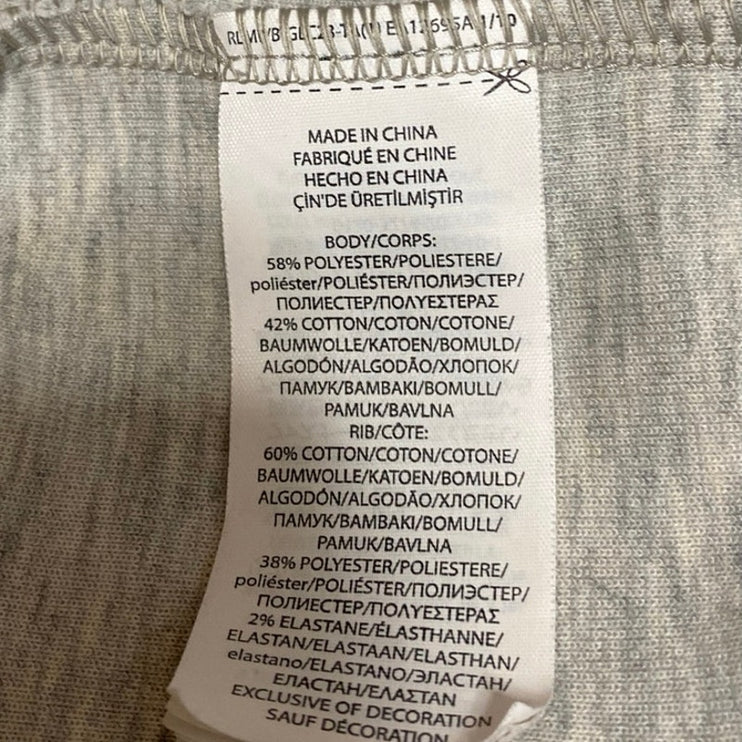 MADE IN CHINA
FABRIQUÉ EN CHINE
HECHO EN CHINA
ÇİN'DE ÜRETİLMİŞTİR
BODY/CORPS:
58% POLYESTER/POLIESTERE/
poliéster/POLIÉSTER/ПОЛИЭСТЕР/
ПОЛИЕСТЕР/ΠΟΛΥΕΣΤΕΡΑΣ
42% COTTON/COTON/COTONE/
BAUMWOLLE/KATOEN/BOMULD/
ALGODÓN/ALGODÃO/ХЛОПОК/
ПАМУК/ΒΑΜΒΑΚΙ/BOMULL/
PAMUK/BAVLNA
RIB/CÔTE:
60% COTTON/COTON/COTONE/
BAUMWOLLE/KATOEN/BOMULD/
ALGODÓN/ALGODÃO/ХЛОПОК/
ПАМУК/ΒΑΜΒΑΚΙ/BOMULL/
PAMUK/BAVLNA
38% POLYESTER/POLIESTERE/
poliéster/POLIÉSTER/ПОЛИЭСТЕР/
ПОЛИЕСТЕР/ΠΟΛΥΕΣΤΕΡΑΣ
2% ELASTANE/ÉLASTHANNE/
ELASTAN/ELASTAAN/ELASTHAN/
elastano/ELASTANO/ЭЛАСТАН/
ЕЛАСТАН/ΕΛΑΣΤΑΝ
EXCLUSIVE OF DECORATION
SAUF DÉCORATION